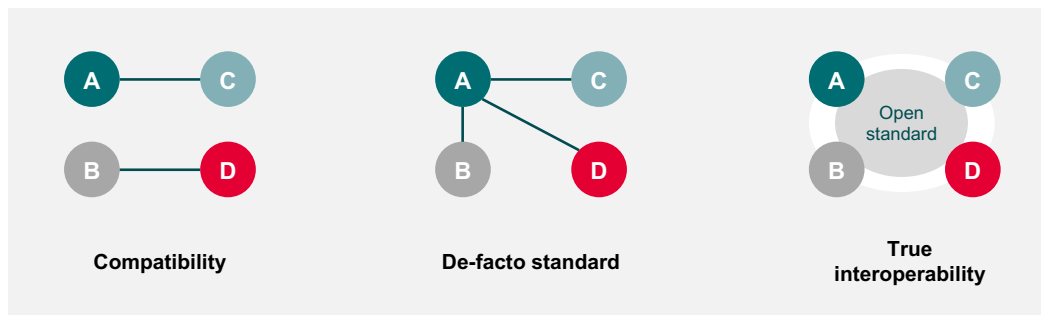 A
C
B
D
Compatibility
A
C
B
D
De-facto standard
A
C
Open
standard
B
D
True
interoperability